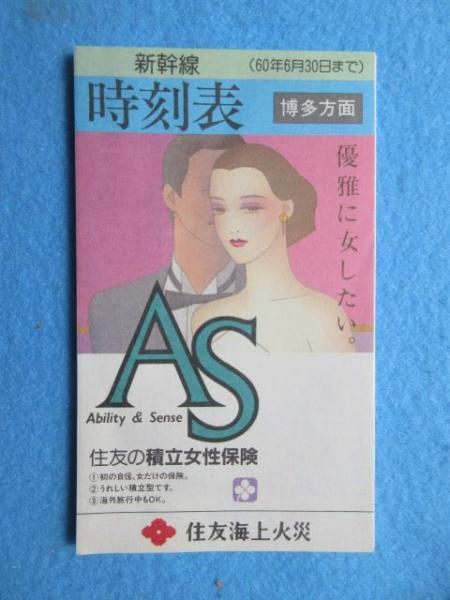 新幹線
(60年6月30日まで)
時刻表
博多方面
優雅に女したい。
AS
Ability & Sense
住友の積立女性保険
①初の自信、女だけの保険。
②うれしい積立型です。
③海外旅行中もOK。
住友海上火災